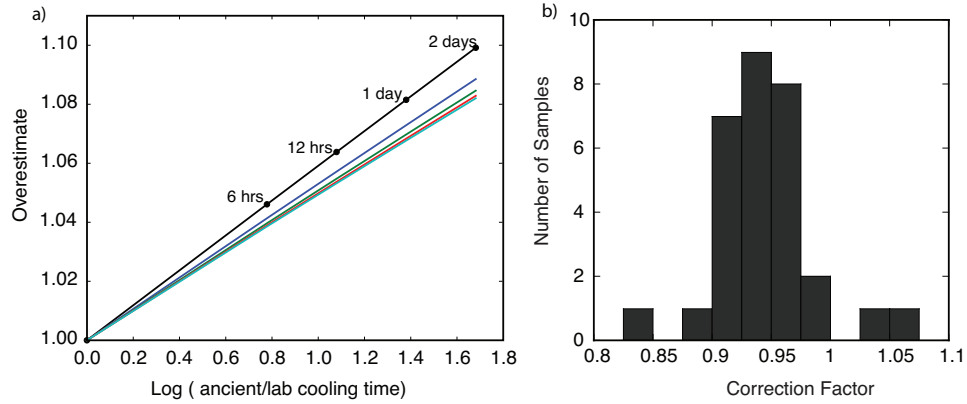 a)
Overestimate
1.10
1.08
1.06
1.04
1.02
1.00
2 days
1 day
12 hrs
6 hrs
0.0 0.2 0.4 0.6 0.8 1.0 1.2 1.4 1.6 1.8
Log ( ancient/lab cooling time)
b)
Number of Samples
10
8
6
4
2
0
0.8 0.85 0.9 0.95 1 1.05 1.1
Correction Factor